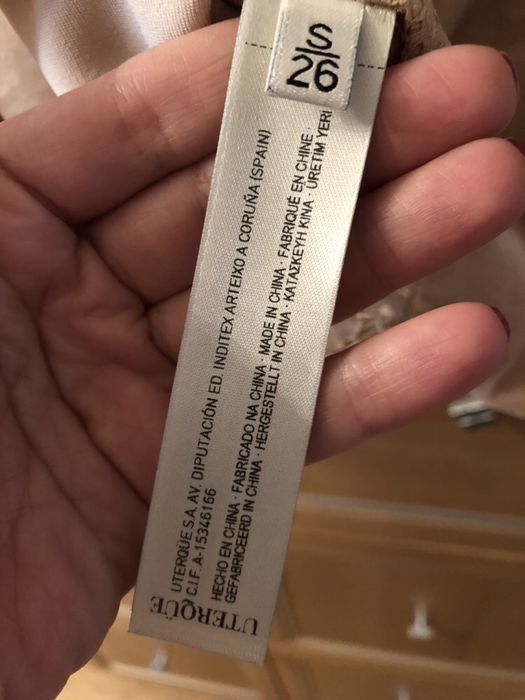 S/26
UTERQÜE S.A. AV. DIPUTACIÓN ED. INDITEX ARTEIXO A CORUÑA (SPAIN)
C.I.F. A-15346166
HECHO EN CHINA · FABRICADO NA CHINA · MADE IN CHINA · FABRIQUÉ EN CHINE ·
GEFABRICEERD IN CHINA · HERGESTELLT IN CHINA · ΚΑΤΑΣΚΕΥΗ ΚΙΝΑ · ÜRETIM YERI
UTERQÜE